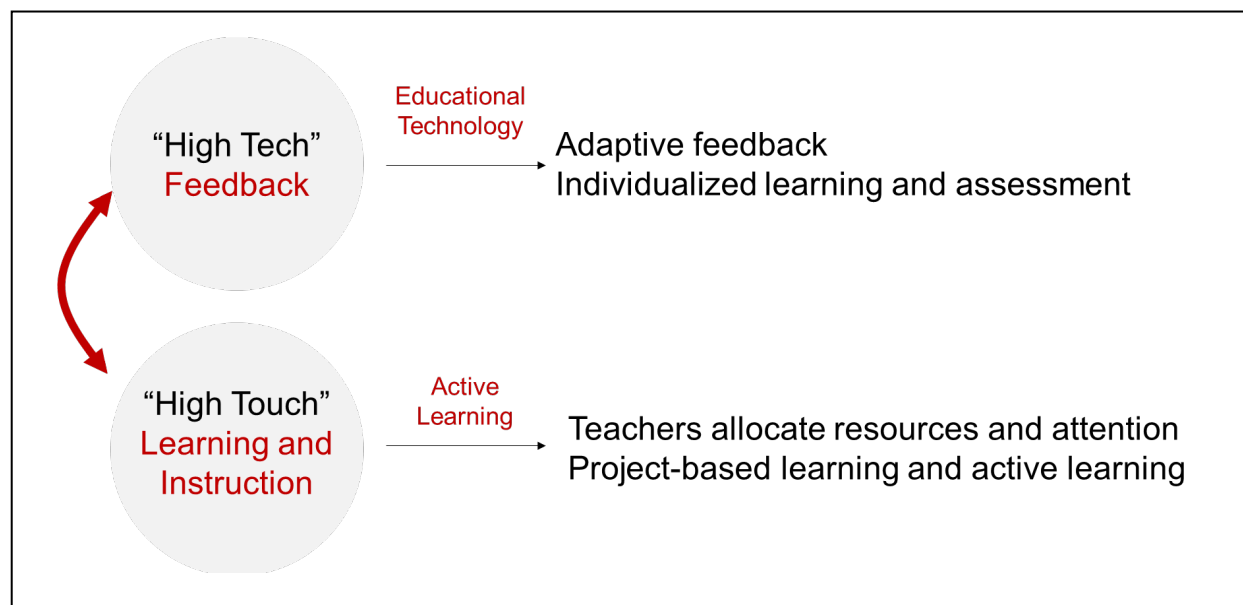 “High Tech”
Feedback
Educational
Technology
Adaptive feedback
Individualized learning and assessment
“High Touch”
Learning and
Instruction
Active
Learning
Teachers allocate resources and attention
Project-based learning and active learning